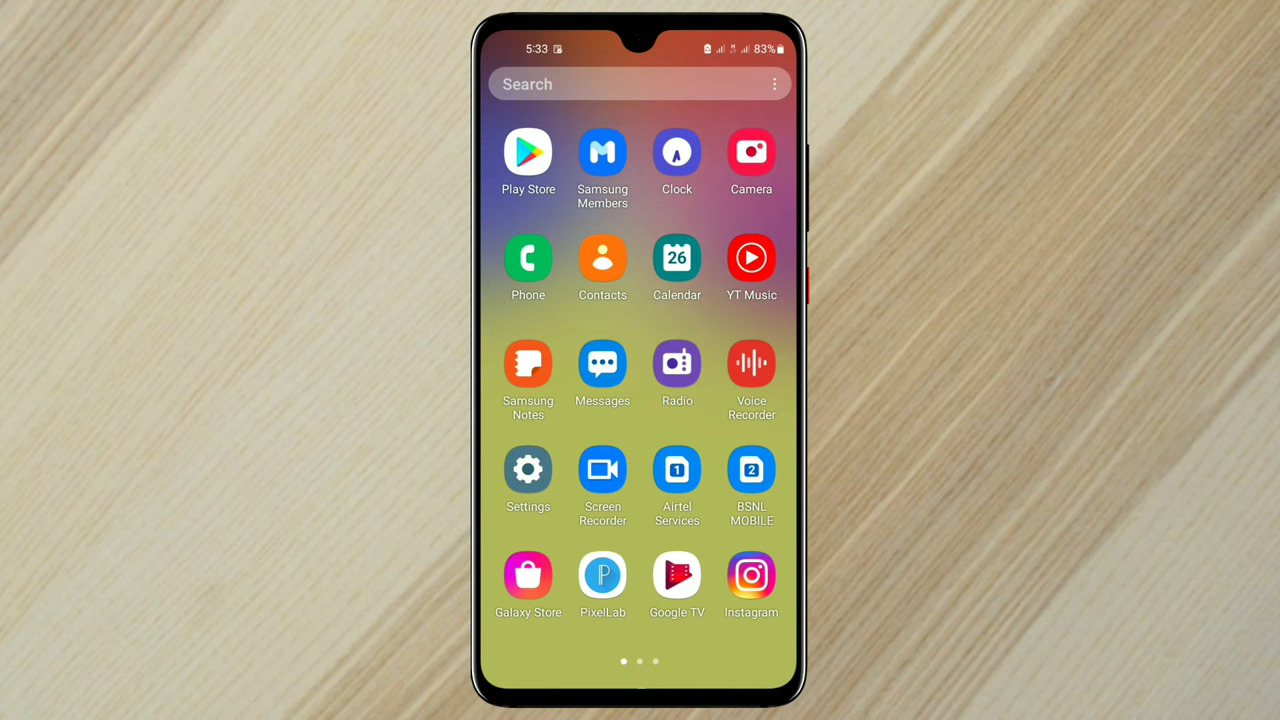 5:33 83%
Search
Play Store
Samsung
Members
Clock
Camera
Phone
Contacts
26
Calendar
YT Music
Samsung
Notes
Messages
Radio
Voice
Recorder
Settings
Screen
Recorder
1
Airtel
Services
2
BSNL
MOBILE
Galaxy Store
P
PixelLab
Google TV
Instagram